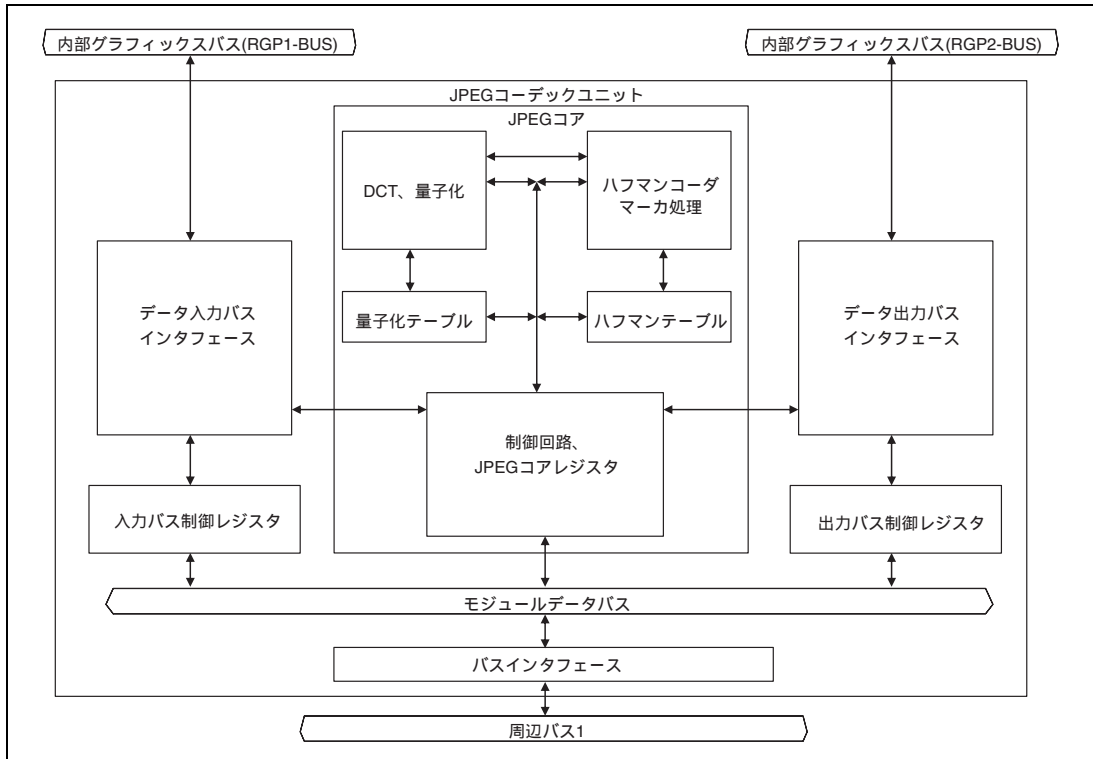 内部グラフィックスバス(RGP1-BUS)
内部グラフィックスバス(RGP2-BUS)
JPEGコーデックユニット
JPEGコア
DCT、量子化
ハフマンコーダ
マーカ処理
データ入力バス
インタフェース
量子化テーブル
ハフマンテーブル
データ出力バス
インタフェース
制御回路、
JPEGコアレジスタ
入力バス制御レジスタ
出力バス制御レジスタ
モジュールデータバス
バスインタフェース
周辺バス1